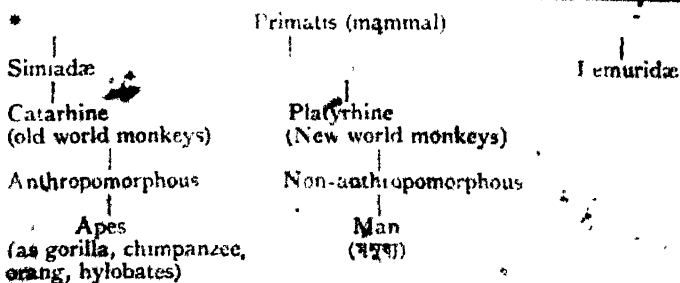 * Primatis (mammal)
Simiadæ Lemuridæ
Catarhine Platyrhine
(old world monkeys) (New world monkeys)
Anthropomorphous Non-anthropomorphous
Apes Man
(as gorilla, chimpanzee, (মনুষ্য)
orang, hylobates)